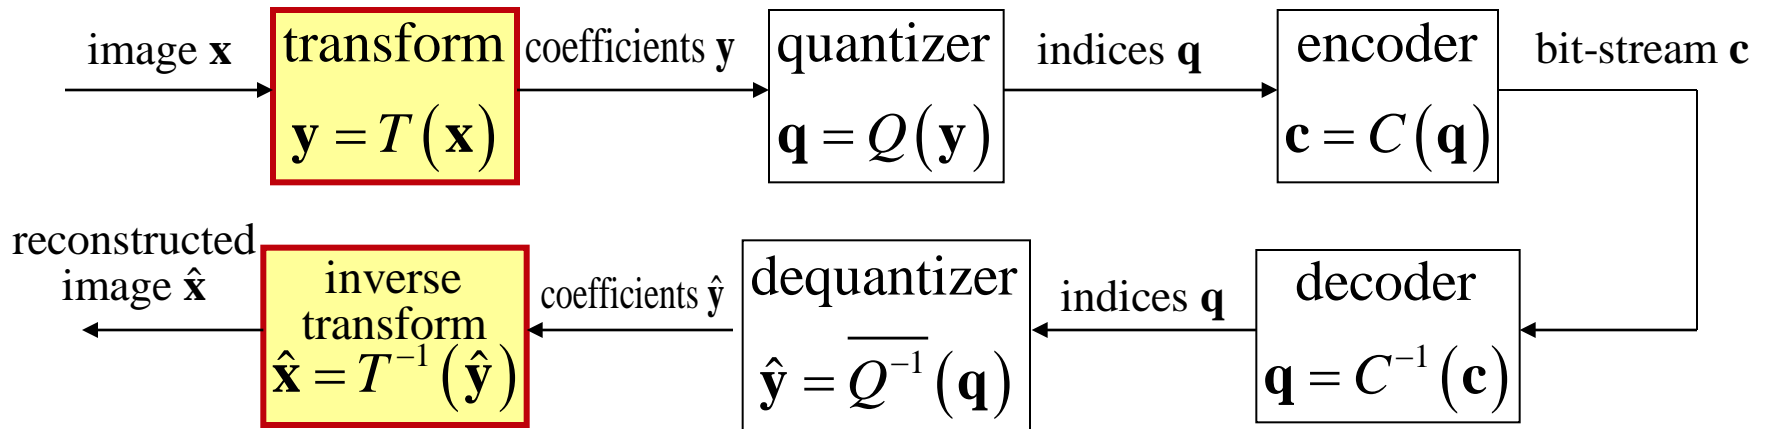 image x
transform
y = T(x)
coefficients y
quantizer
q = Q(y)
indices q
encoder
c = C(q)
bit-stream c
reconstructed
image x̂
inverse
transform
x̂ = T⁻¹(ŷ)
coefficients ŷ
dequantizer
ŷ = Q⁻¹(q)
indices q
decoder
q = C⁻¹(c)